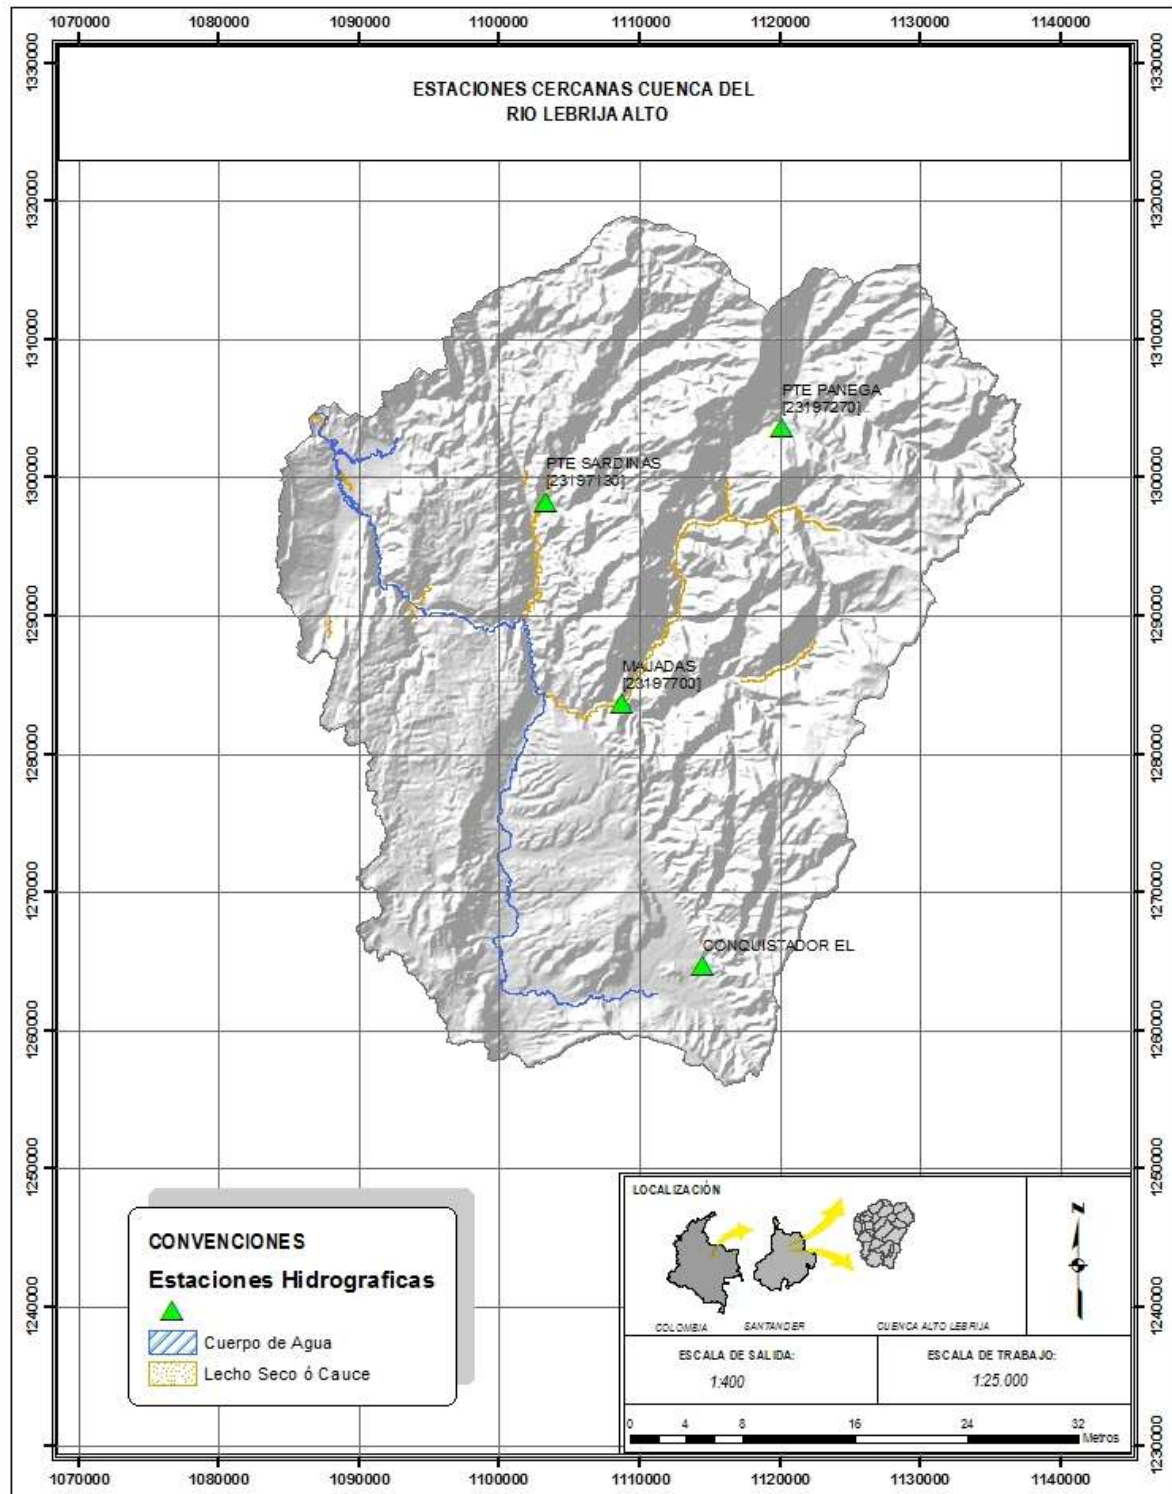 1070000 1080000 1090000 1100000 1110000 1120000 1130000 1140000
1330000 1330000
ESTACIONES CERCANAS CUENCA DEL
RIO LEBRIJA ALTO
1320000 1320000
1310000 1310000
PTE PANEGA
[23197270]
PTE SARDINAS
[23197130]
1300000 1300000
1290000 1290000
MAJADAS
[23197700]
1280000 1280000
1270000 1270000
CONQUISTADOR EL
1260000 1260000
1250000 1250000
1240000 1240000
1230000 1230000
CONVENCIONES
Estaciones Hidrograficas
Cuerpo de Agua
Lecho Seco ó Cauce
LOCALIZACIÓN
COLOMBIA SANTANDER CUENCA ALTO LEBRIJA
N
ESCALA DE SALIDA:
1:400
ESCALA DE TRABAJO:
1:25.000
0 4 8 16 24 32
Metros
1070000 1080000 1090000 1100000 1110000 1120000 1130000 1140000